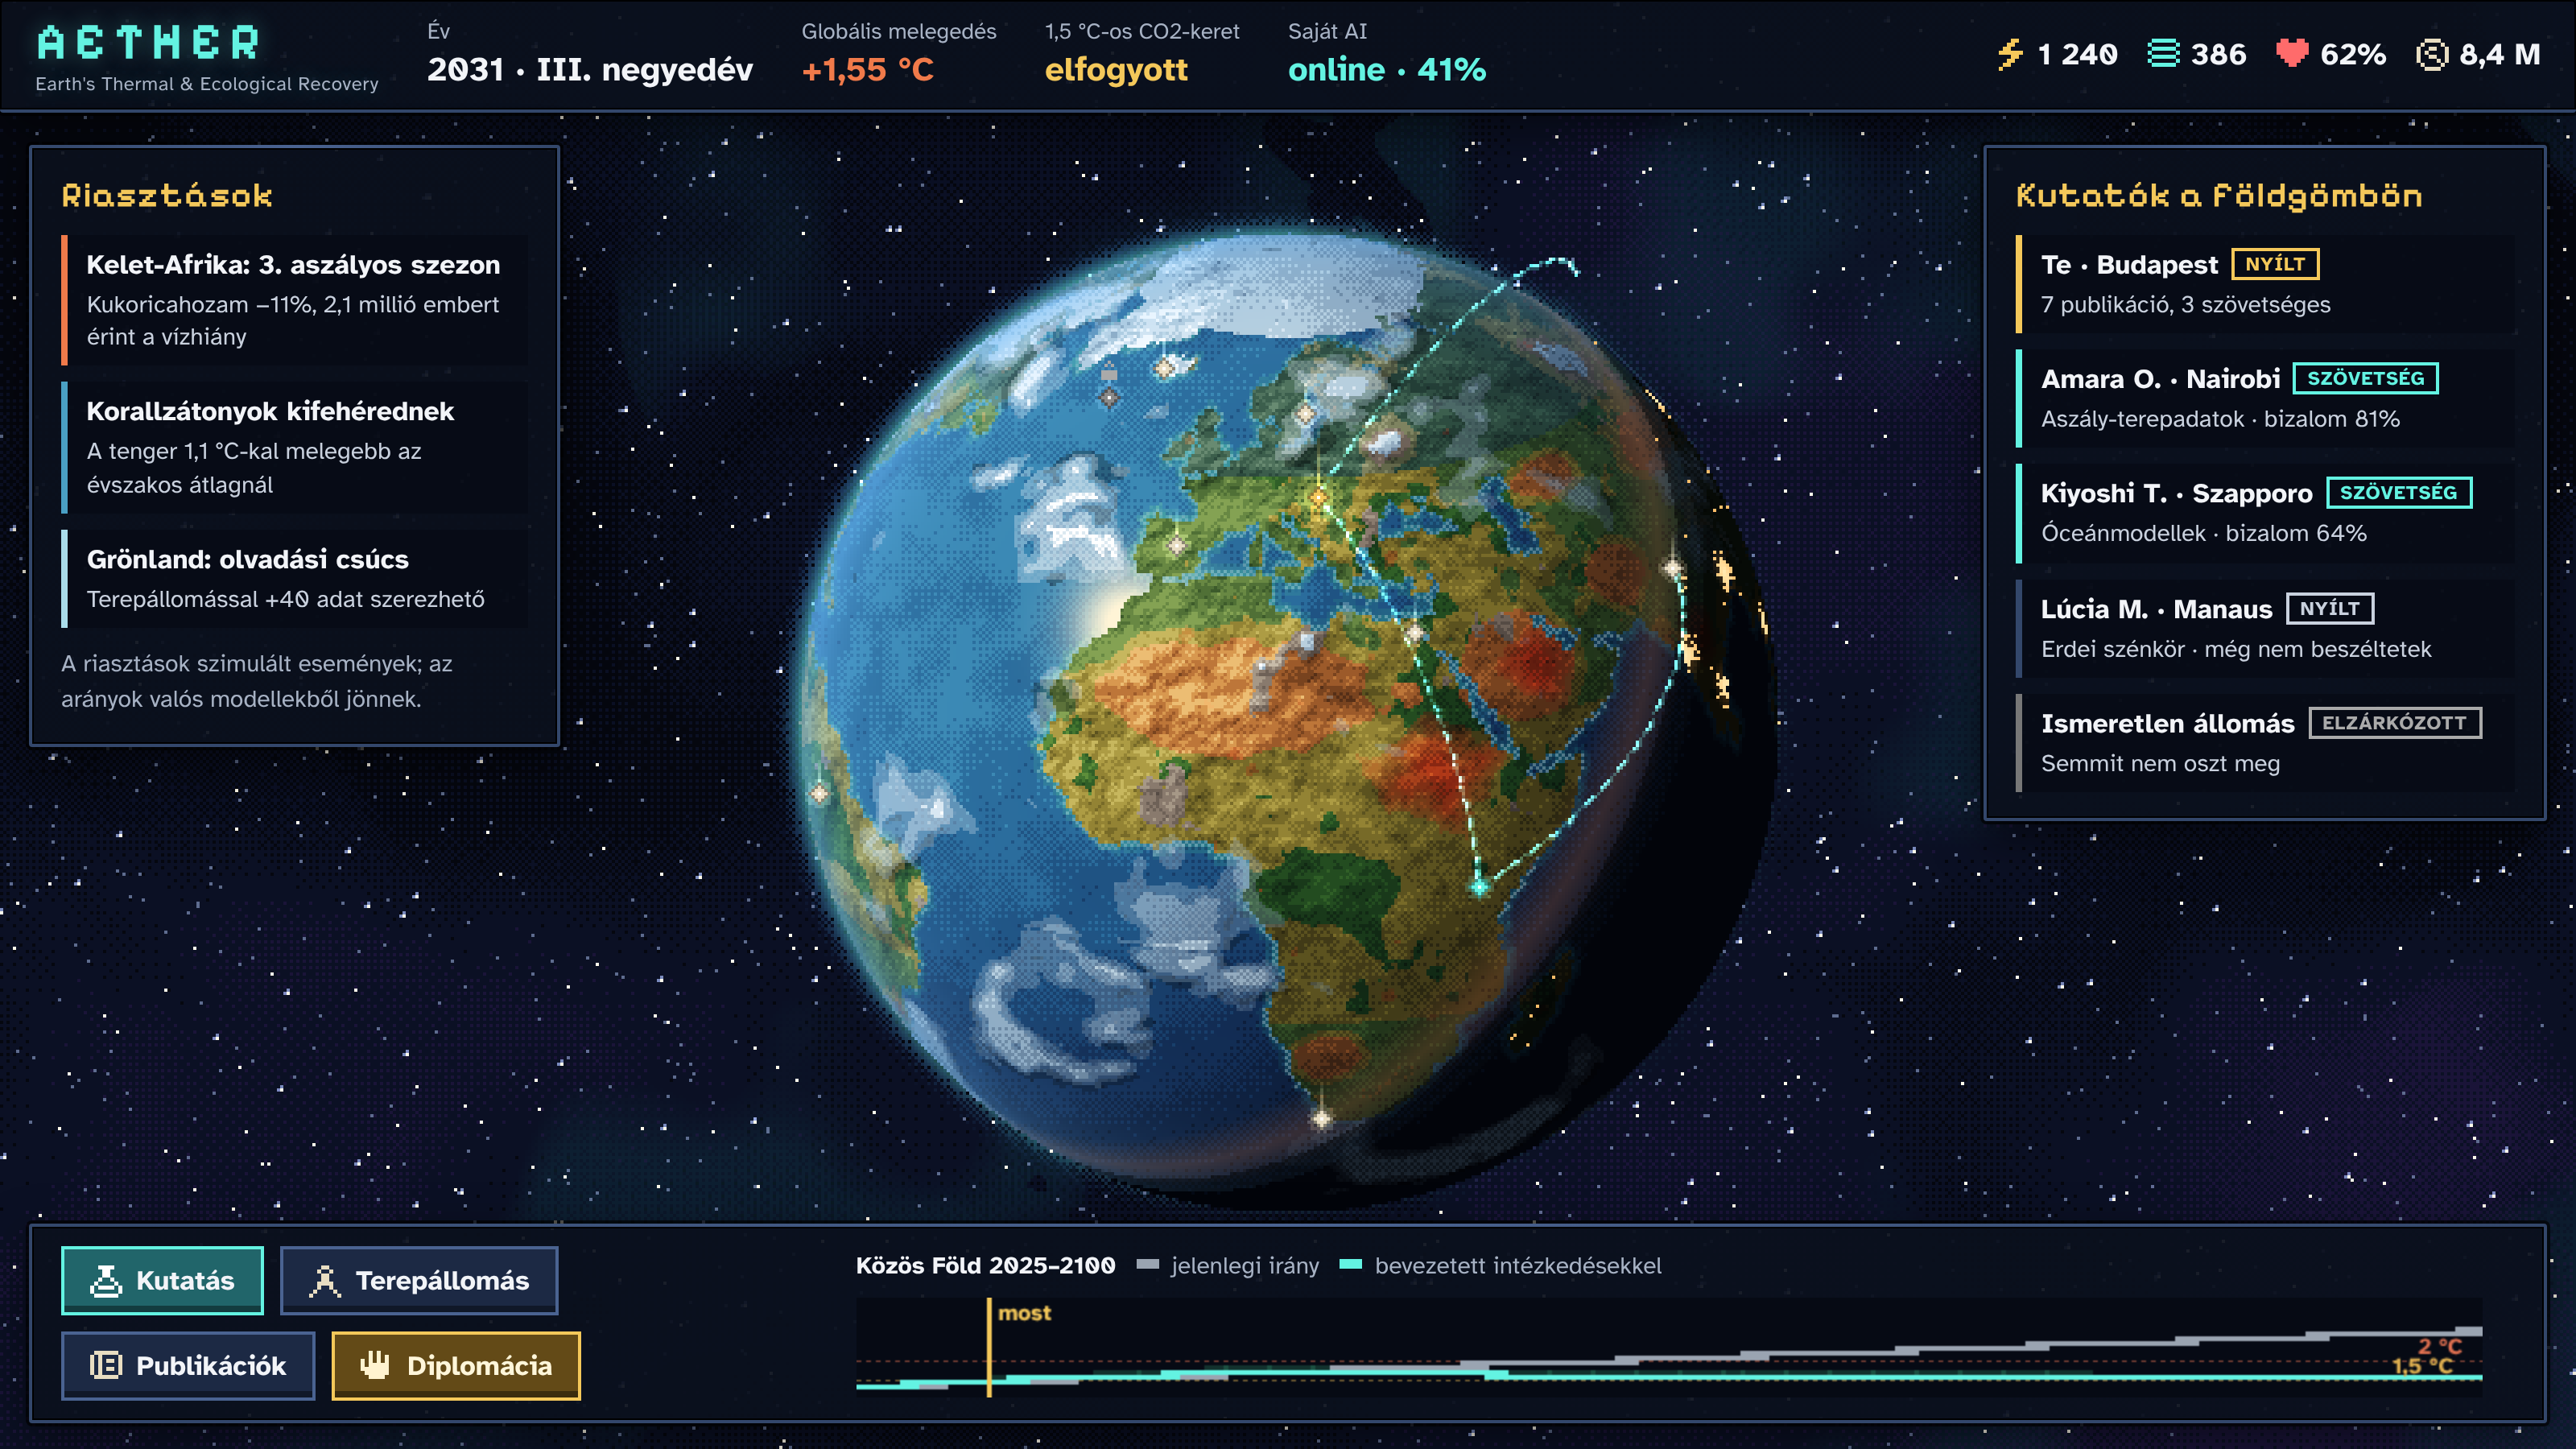 AETHER
Earth's Thermal & Ecological Recovery
Év
2031 · III. negyedév
Globális melegedés
+1,55 °C
1,5 °C-os CO2-keret
elfogyott
Saját AI
online · 41%
1 240
386
62%
8,4 M
Riasztások
Kelet-Afrika: 3. aszályos szezon
Kukoricahozam −11%, 2,1 millió embert
érint a vízhiány
Korallzátonyok kifehérednek
A tenger 1,1 °C-kal melegebb az
évszakos átlagnál
Grönland: olvadási csúcs
Terepállomással +40 adat szerezhető
A riasztások szimulált események; az
arányok valós modellekből jönnek.
Kutatók a Földgömbön
Te · Budapest NYÍLT
7 publikáció, 3 szövetséges
Amara O. · Nairobi SZÖVETSÉG
Aszály-terepadatok · bizalom 81%
Kiyoshi T. · Szapporo SZÖVETSÉG
Óceánmodellek · bizalom 64%
Lúcia M. · Manaus NYÍLT
Erdei szénkör · még nem beszéltetek
Ismeretlen állomás ELZÁRKÓZOTT
Semmit nem oszt meg
Kutatás
Terepállomás
Publikációk
Diplomácia
Közös Föld 2025–2100
jelenlegi irány
bevezetett intézkedésekkel
most
2 °C
1,5 °C